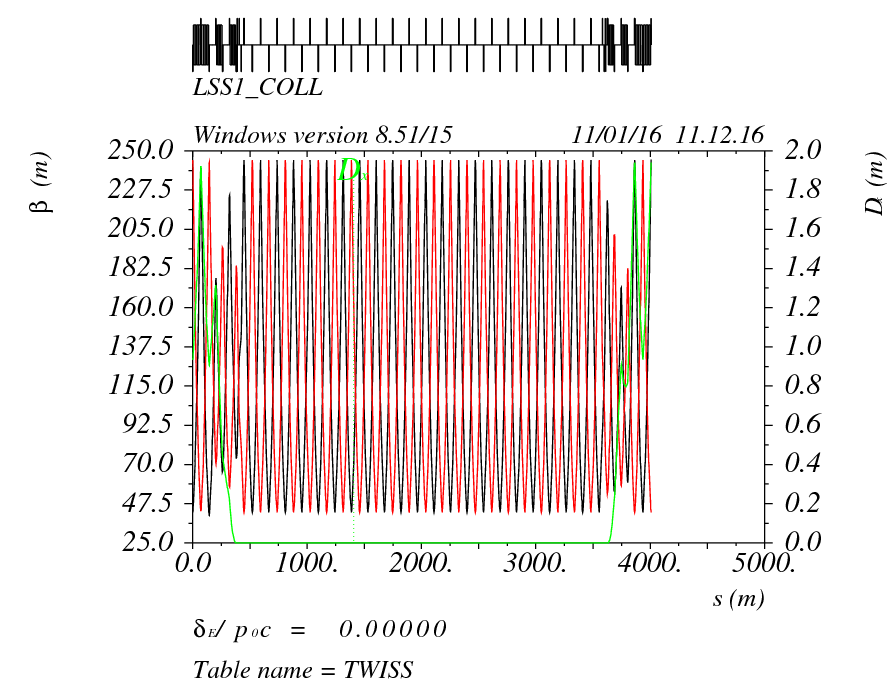 LSS1_COLL
Windows version 8.51/15 11/01/16 11.12.16
β (m)
250.0
227.5
205.0
182.5
160.0
137.5
115.0
92.5
70.0
47.5
25.0
D
D (m)
2.0
1.8
1.6
1.4
1.2
1.0
0.8
0.6
0.4
0.2
0.0
0.0 1000. 2000. 3000. 4000. 5000.
s (m)
δE/ p0c = 0.00000
Table name = TWISS